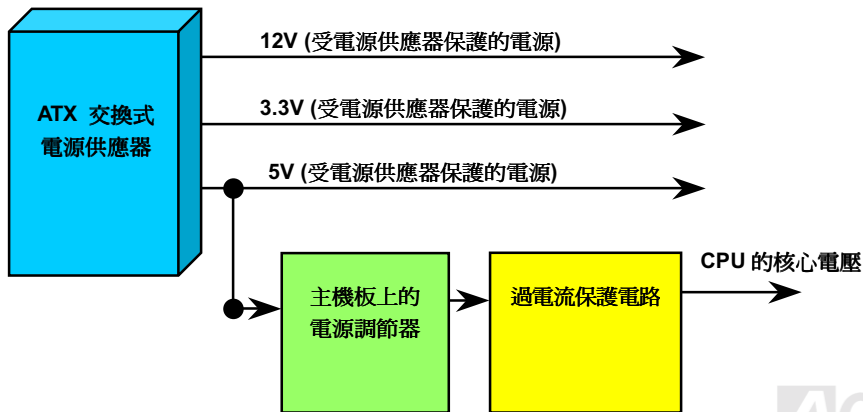 12V (受電源供應器保護的電源)
ATX 交換式
電源供應器
3.3V (受電源供應器保護的電源)
5V (受電源供應器保護的電源)
CPU 的核心電壓
主機板上的
電源調節器
過電流保護電路